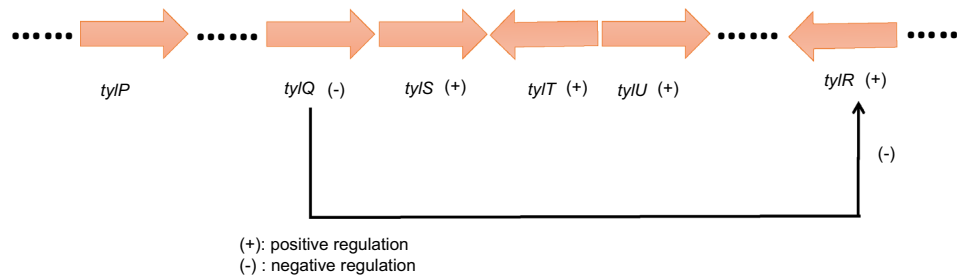 tylP tylQ (-) tylS (+) tylT (+) tylU (+) tylR (+)
(-)
(+): positive regulation
(-) : negative regulation